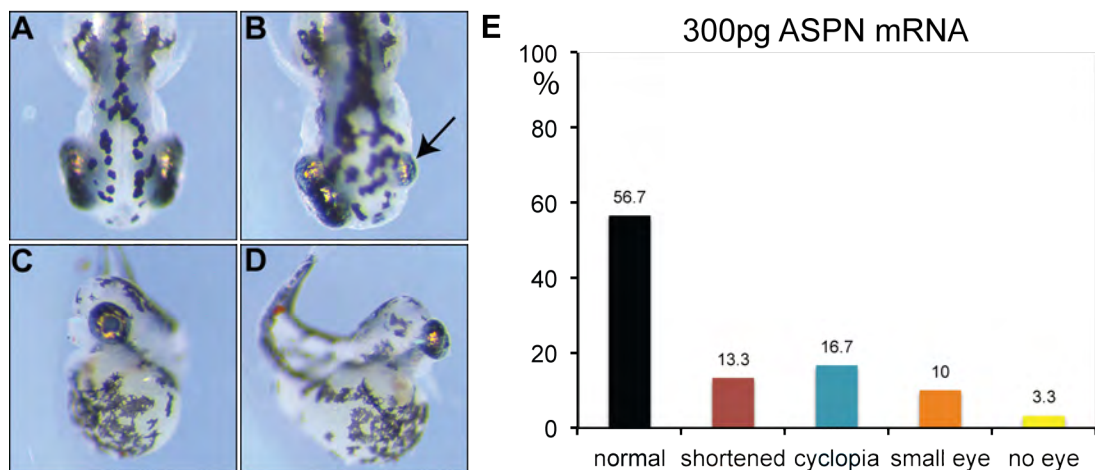 A
B
C
D
E
300pg ASPN mRNA
100
%
80
60
40
20
0
56.7
13.3
16.7
10
3.3
normal shortened cyclopia small eye no eye